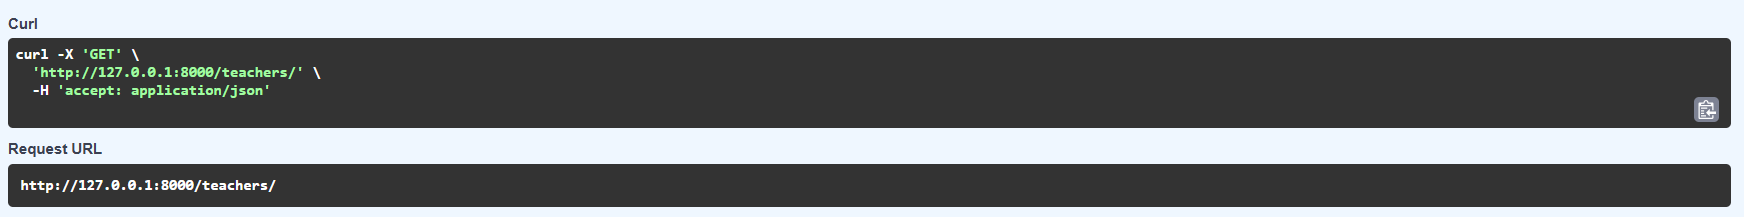 Curl
curl -X 'GET' \
  'http://127.0.0.1:8000/teachers/' \
  -H 'accept: application/json'
Request URL
http://127.0.0.1:8000/teachers/